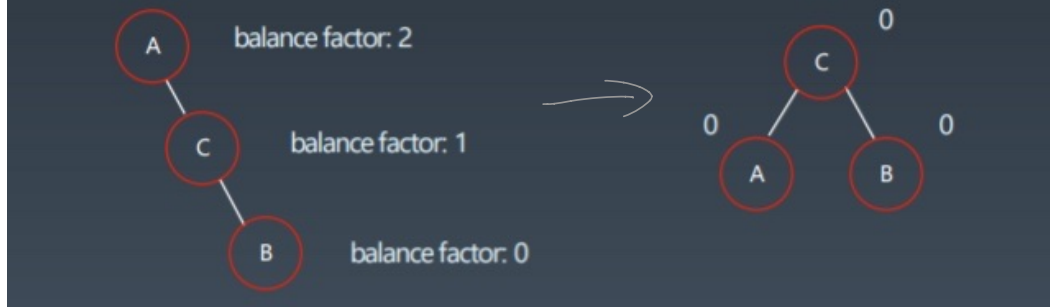 A balance factor: 2
C balance factor: 1
B balance factor: 0
0
C
0 0
A B